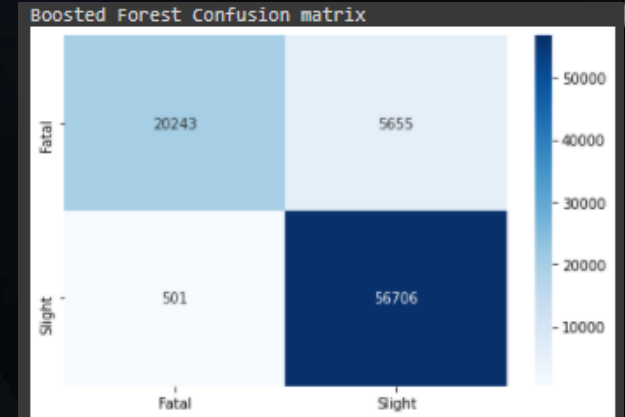 Boosted Forest Confusion matrix
Fatal
20243 5655
Slight
501 56706
Fatal Slight
50000
40000
30000
20000
10000